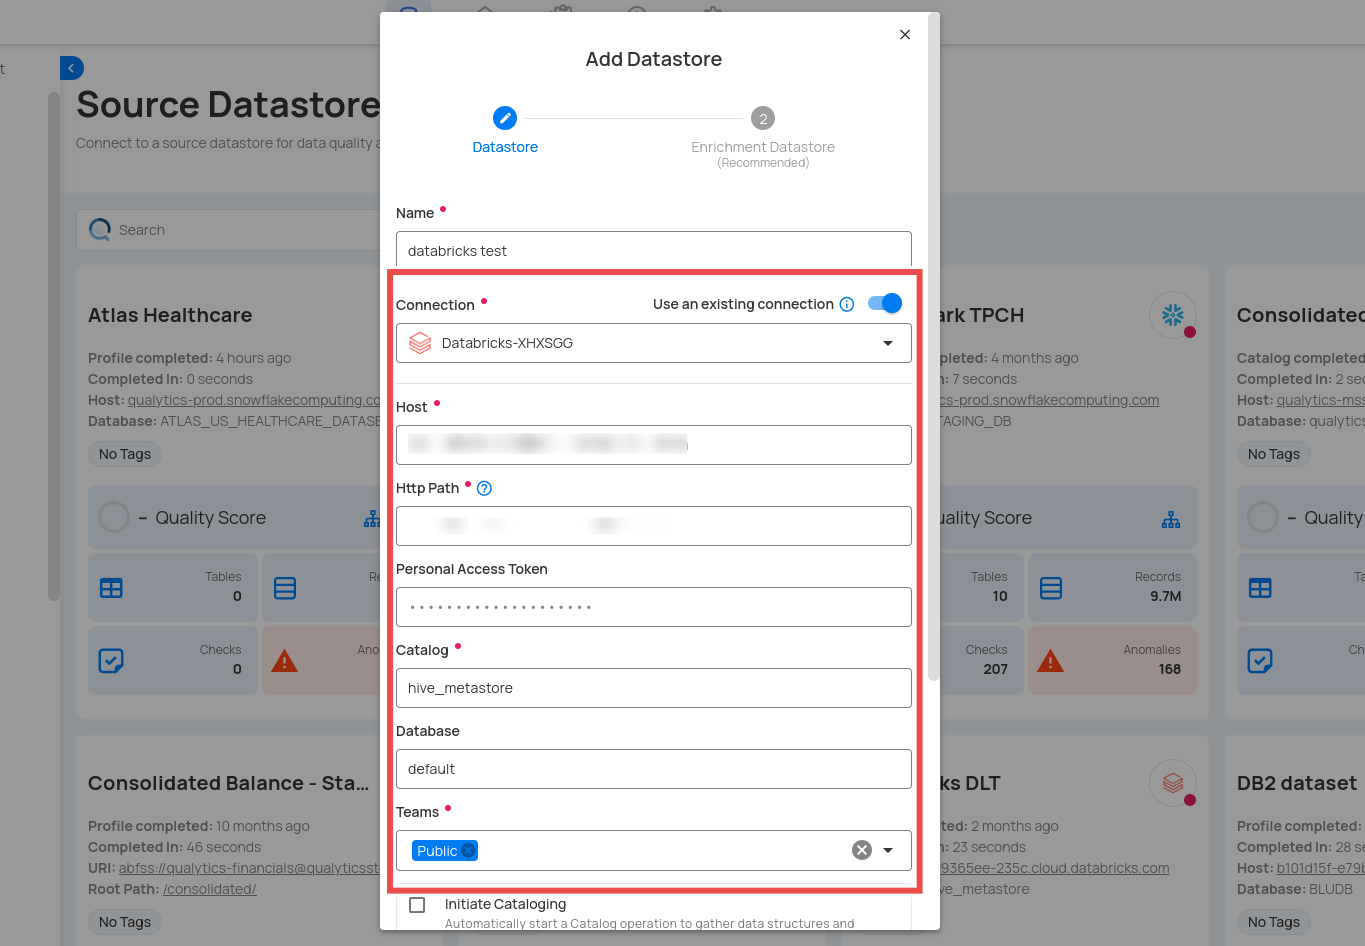 t
Source Datastore
Connect to a source datastore for data quality a
Search
Add Datastore
Datastore
2
Enrichment Datastore
(Recommended)
Name
databricks test
Connection
Use an existing connection
Databricks-XHXSGG
Host
Http Path
Personal Access Token
Catalog
hive_metastore
Database
default
Teams
Public
Initiate Cataloging
Automatically start a Catalog operation to gather data structures and
Atlas Healthcare
Profile completed: 4 hours ago
Completed In: 0 seconds
Host: qualytics-prod.snowflakecomputing.co
Database: ATLAS_US_HEALTHCARE_DATASE
No Tags
– Quality Score
Tables
0
Re
Checks
0
Ano
ark TPCH
pleted: 4 months ago
: 7 seconds
cs-prod.snowflakecomputing.com
TAGING_DB
uality Score
Tables
10
Records
9.7M
Checks
207
Anomalies
168
Consolidated
Catalog completed
Completed In: 2 sec
Host: qualytics-mss
Database: qualytics
No Tags
– Quality
Ta
Ch
Consolidated Balance - Sta...
Profile completed: 10 months ago
Completed In: 46 seconds
URI: abfss://qualytics-financials@qualyticsst
Root Path: /consolidated/
No Tags
ks DLT
ted: 2 months ago
: 23 seconds
9365ee-235c.cloud.databricks.com
ve_metastore
DB2 dataset
Profile completed:
Completed In: 28 se
Host: b101d15f-e79b
Database: BLUDB
No Tags